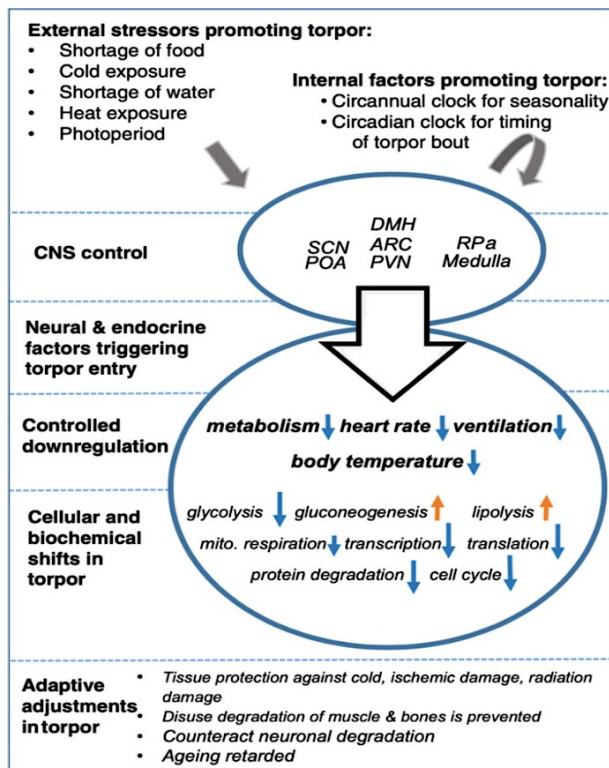 External stressors promoting torpor:
• Shortage of food
• Cold exposure
• Shortage of water
• Heat exposure
• Photoperiod
Internal factors promoting torpor:
• Circannual clock for seasonality
• Circadian clock for timing
of torpor bout
CNS control
SCN
POA
DMH
ARC
PVN
RPa
Medulla
Neural & endocrine
factors triggering
torpor entry
Controlled
downregulation
metabolism heart rate ventilation
body temperature
Cellular and
biochemical
shifts in
torpor
glycolysis gluconeogenesis lipolysis
mito. respiration transcription translation
protein degradation cell cycle
Adaptive
adjustments
in torpor
• Tissue protection against cold, ischemic damage, radiation
damage
• Disuse degradation of muscle & bones is prevented
• Counteract neuronal degradation
• Ageing retarded